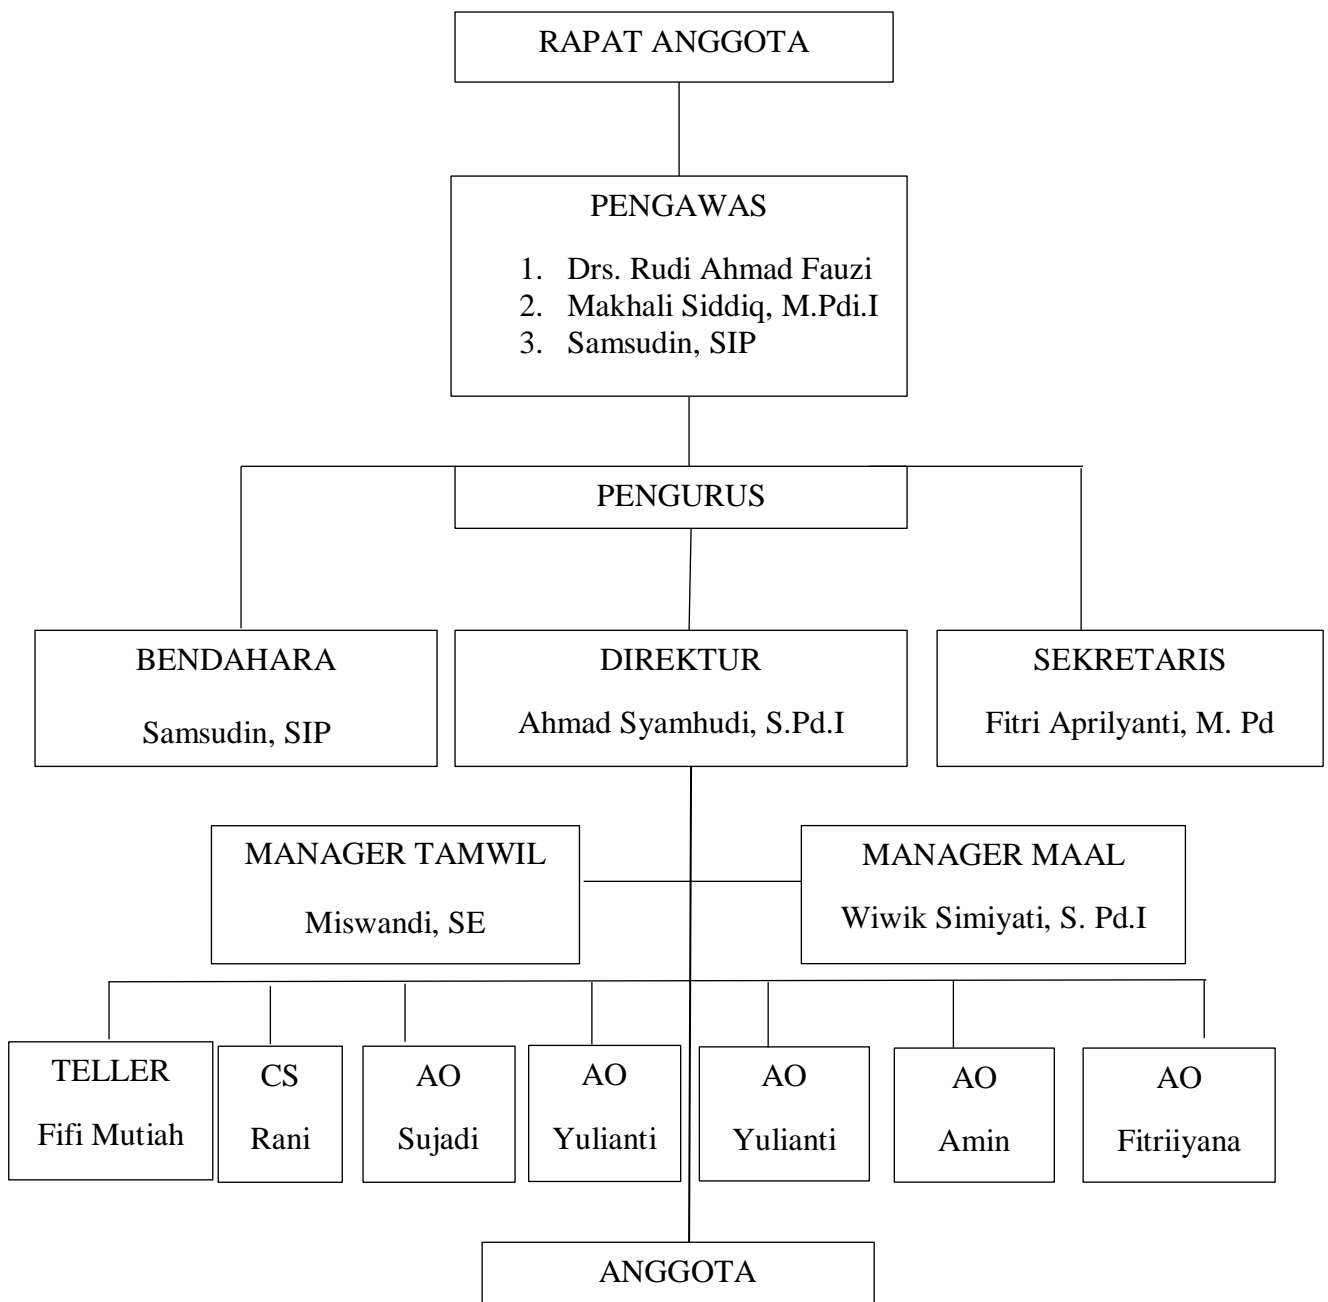 RAPAT ANGGOTA
PENGAWAS
1. Drs. Rudi Ahmad Fauzi
2. Makhali Siddiq, M.Pdi.I
3. Samsudin, SIP
PENGURUS
BENDAHARA
Samsudin, SIP
DIREKTUR
Ahmad Syamhudi, S.Pd.I
SEKRETARIS
Fitri Aprilyanti, M. Pd
MANAGER TAMWIL
Miswandi, SE
MANAGER MAAL
Wiwik Simiyati, S. Pd.I
TELLER
Fifi Mutiah
CS
Rani
AO
Sujadi
AO
Yulianti
AO
Yulianti
AO
Amin
AO
Fitriiyana
ANGGOTA